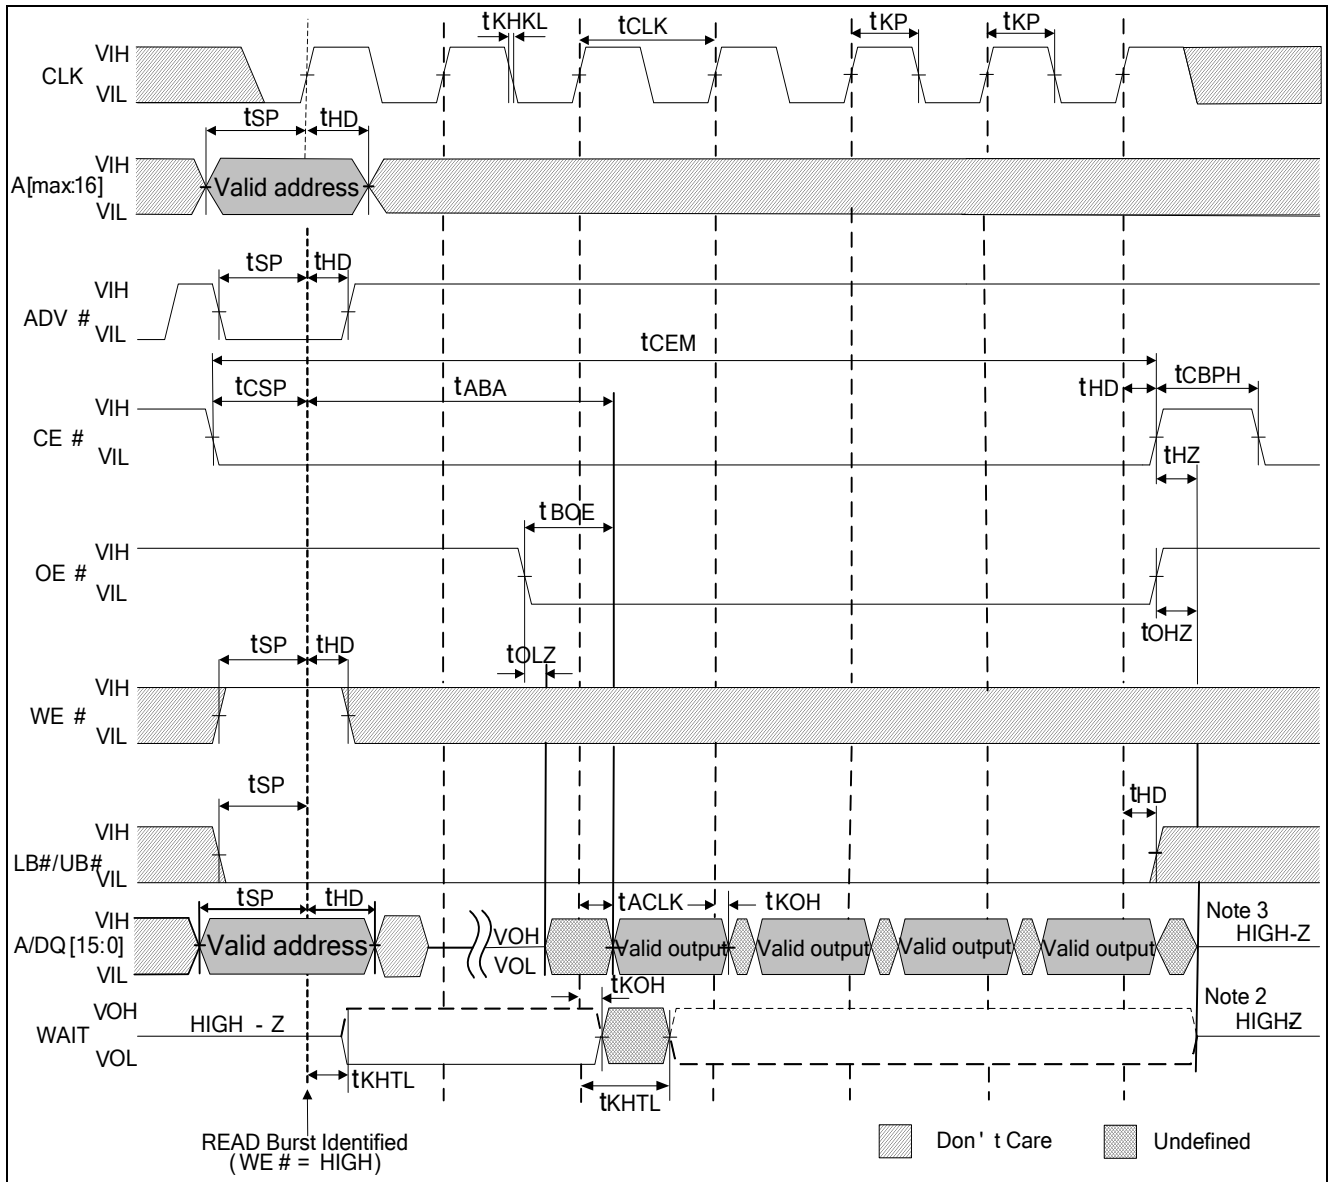 tKHKL tCLK tKP tKP
VIH
CLK
VIL
tSP tHD
VIH
A[max:16] Valid address
VIL
tSP tHD
VIH
ADV #
VIL
tCEM
tCSP tABA tHD tCBPH
VIH
CE #
VIL
tHZ
tBOE
VIH
OE #
VIL
tOHZ
tSP tHD tOLZ
VIH
WE #
VIL
tSP tHD
VIH
LB#/UB#
VIL
tSP tHD tACLK tKOH
VIH
A/DQ[15:0] Valid address VOH Valid output Valid output Valid output Valid output Note 3
HIGH-Z
VIL VOL
tKOH
VOH Note 2
WAIT HIGH - Z HIGHZ
VOL
tKHTL tKHTL
READ Burst Identified
(WE # = HIGH)
Don' t Care Undefined